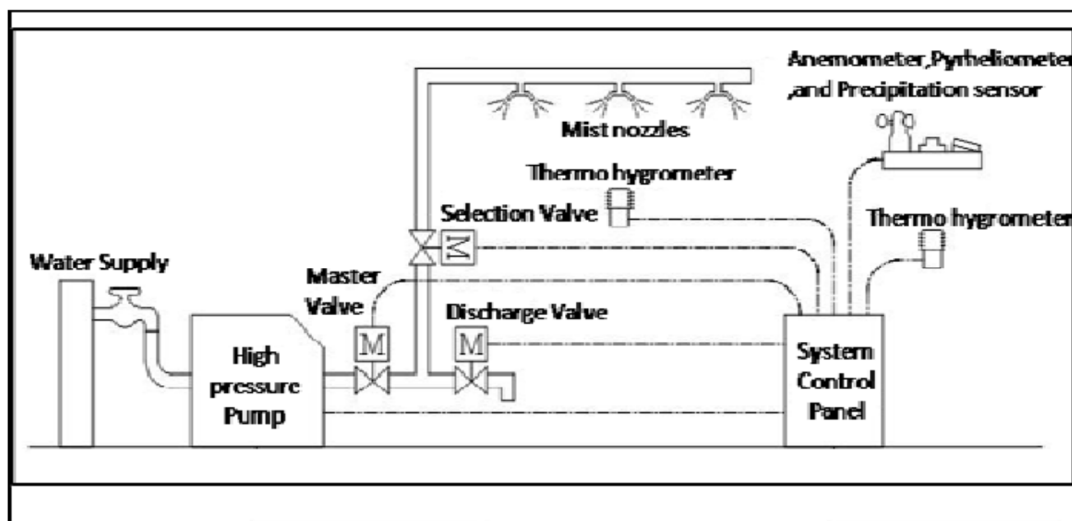 Anemometer,Pyrheliometer
,and Precipitation sensor
Mist nozzles
Thermo hygrometer
Selection Valve
M
Thermo hygrometer
Water Supply
Master
Valve
M
Discharge Valve
M
High
pressure
Pump
System
Control
Panel